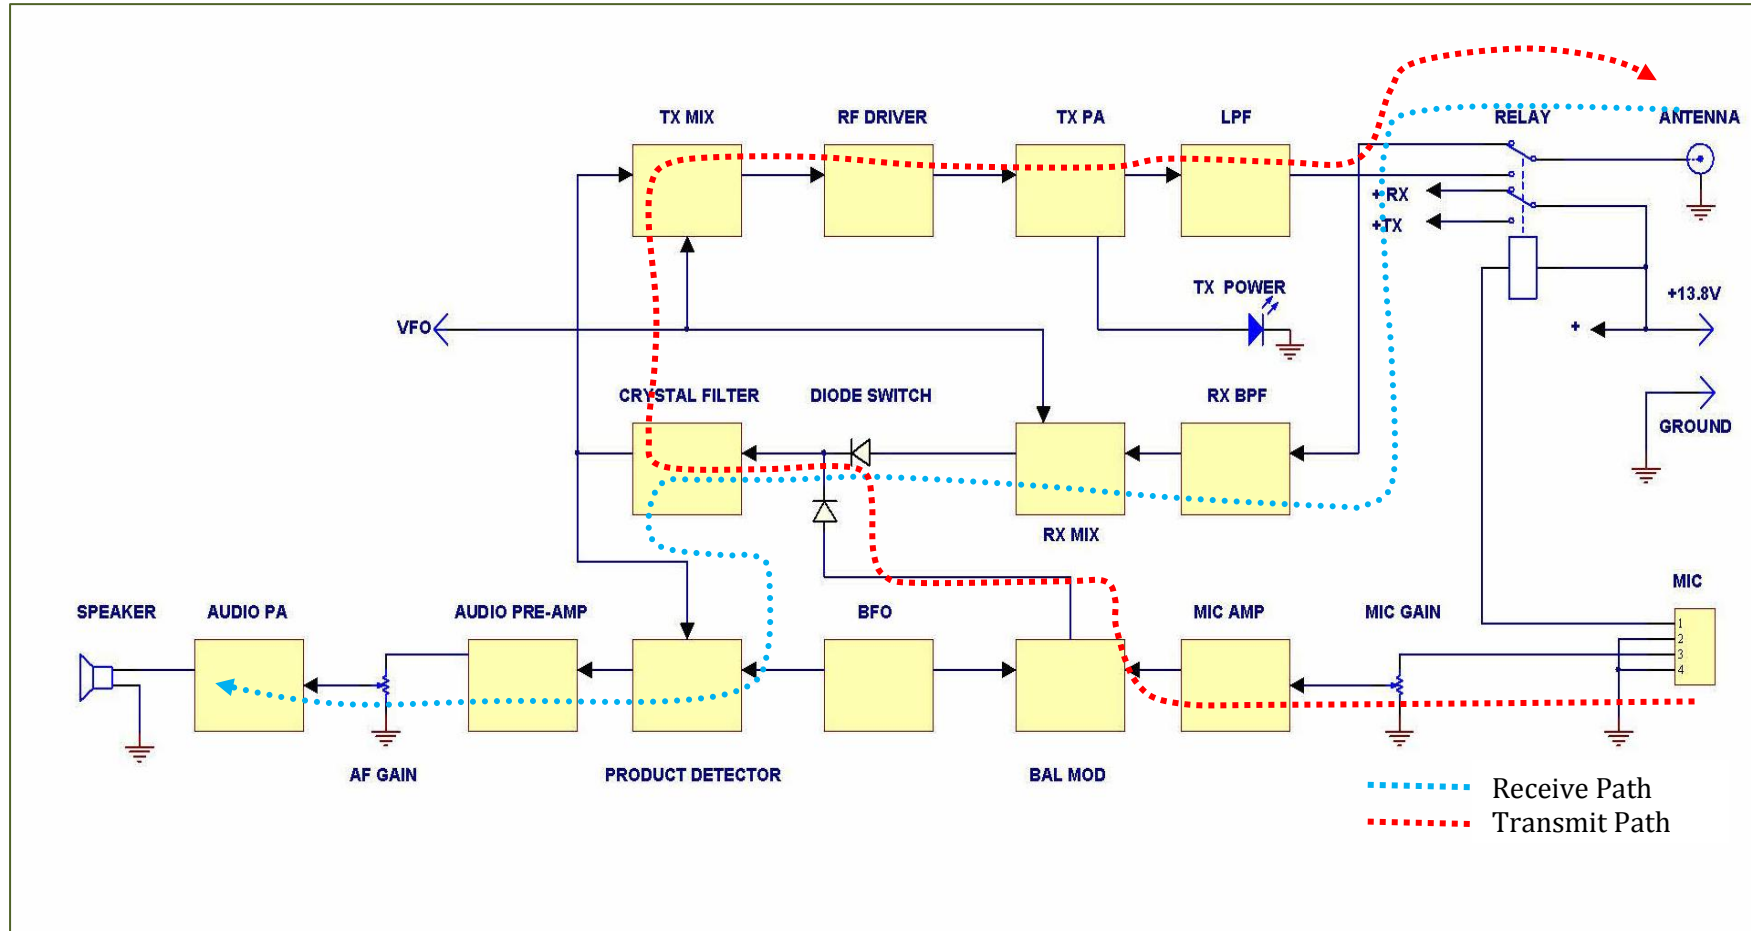 TX MIX
RF DRIVER
TX PA
LPF
RELAY
ANTENNA
+ RX
+TX
TX POWER
+13.8V
VFO
+
CRYSTAL FILTER
DIODE SWITCH
RX BPF
GROUND
RX MIX
MIC
SPEAKER
AUDIO PA
AUDIO PRE-AMP
BFO
MIC AMP
MIC GAIN
1
2
3
4
AF GAIN
PRODUCT DETECTOR
BAL MOD
Receive Path
Transmit Path